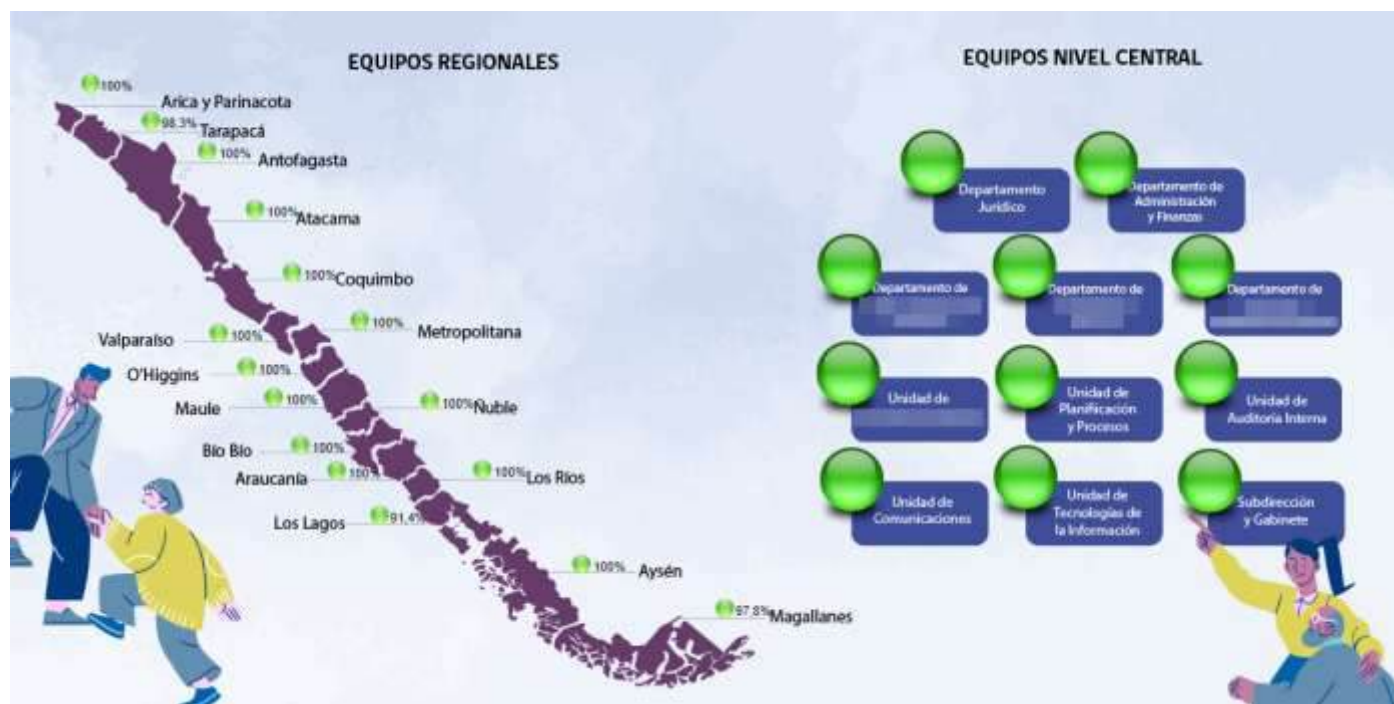 EQUIPOS REGIONALES
100%
Arica y Parinacota
98.3% Tarapacá
100% Antofagasta
100% Atacama
100% Coquimbo
100% Metropolitana
Valparaíso 100%
O'Higgins 100%
Maule 100%
100% Ñuble
Bío Bío 100%
Araucanía 100%
100% Los Ríos
Los Lagos 91,4%
100% Aysén
97.8% Magallanes
EQUIPOS NIVEL CENTRAL
Departamento
Jurídico
Departamento de
Administración
y Finanzas
Departamento de
Departamento de
Departamento de
Unidad de
Unidad de
Planificación
y Procesos
Unidad de
Auditoría Interna
Unidad de
Comunicaciones
Unidad de
Tecnologías de
la Información
Subdirección
y Gabinete